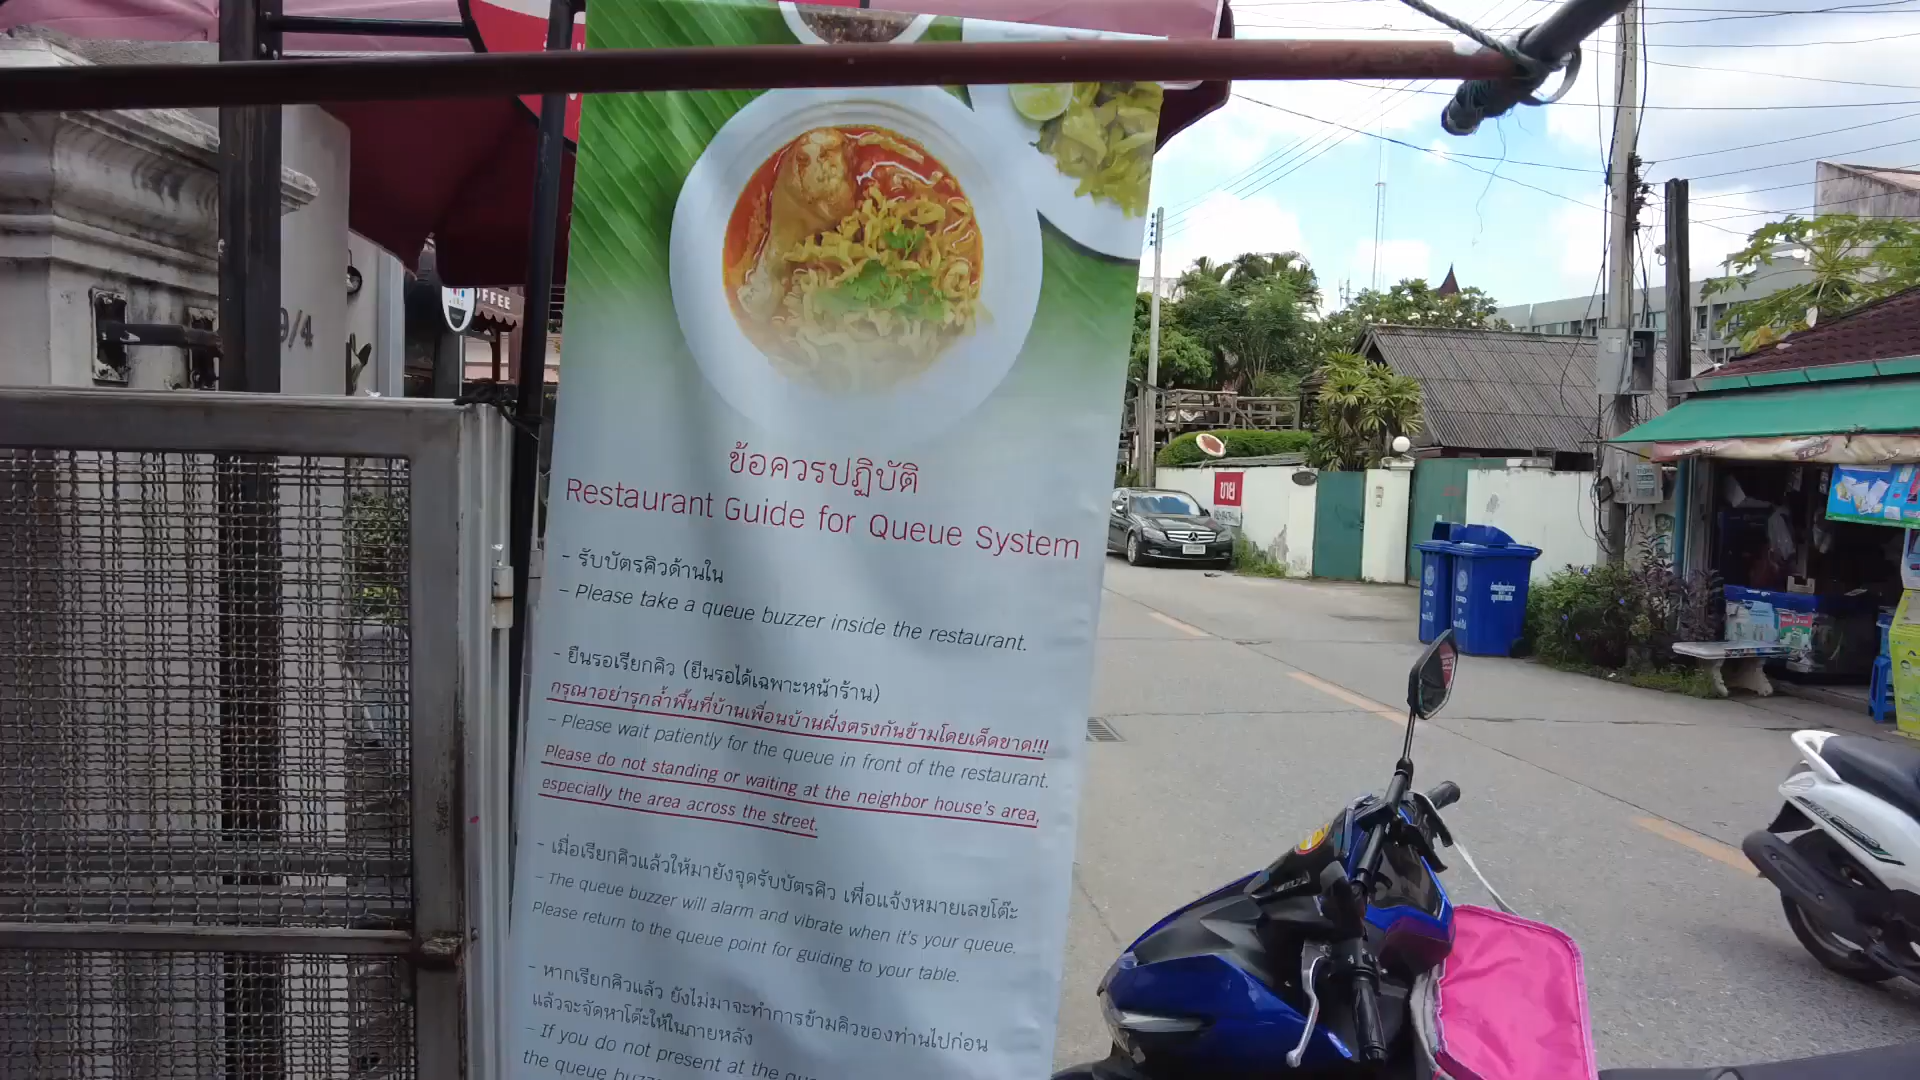 OFFEE
9/4
ข้อควรปฏิบัติ
Restaurant Guide for Queue System
- รับบัตรคิวด้านใน
- Please take a queue buzzer inside the restaurant.
- ยืนรอเรียกคิว (ยืนรอได้เฉพาะหน้าร้าน)
กรุณาอย่ารุกล้ำพื้นที่บ้านเพื่อนบ้านฝั่งตรงกันข้ามโดยเด็ดขาด!!!
- Please wait patiently for the queue in front of the restaurant.
Please do not standing or waiting at the neighbor house's area,
especially the area across the street.
- เมื่อเรียกคิวแล้วให้มายังจุดรับบัตรคิว เพื่อแจ้งหมายเลขโต๊ะ
- The queue buzzer will alarm and vibrate when it's your queue.
Please return to the queue point for guiding to your table.
- หากเรียกคิวแล้ว ยังไม่มาจะทำการข้ามคิวของท่านไปก่อน
แล้วจะจัดหาโต๊ะให้ในภายหลัง
- If you do not present at the
the queue
ขาย